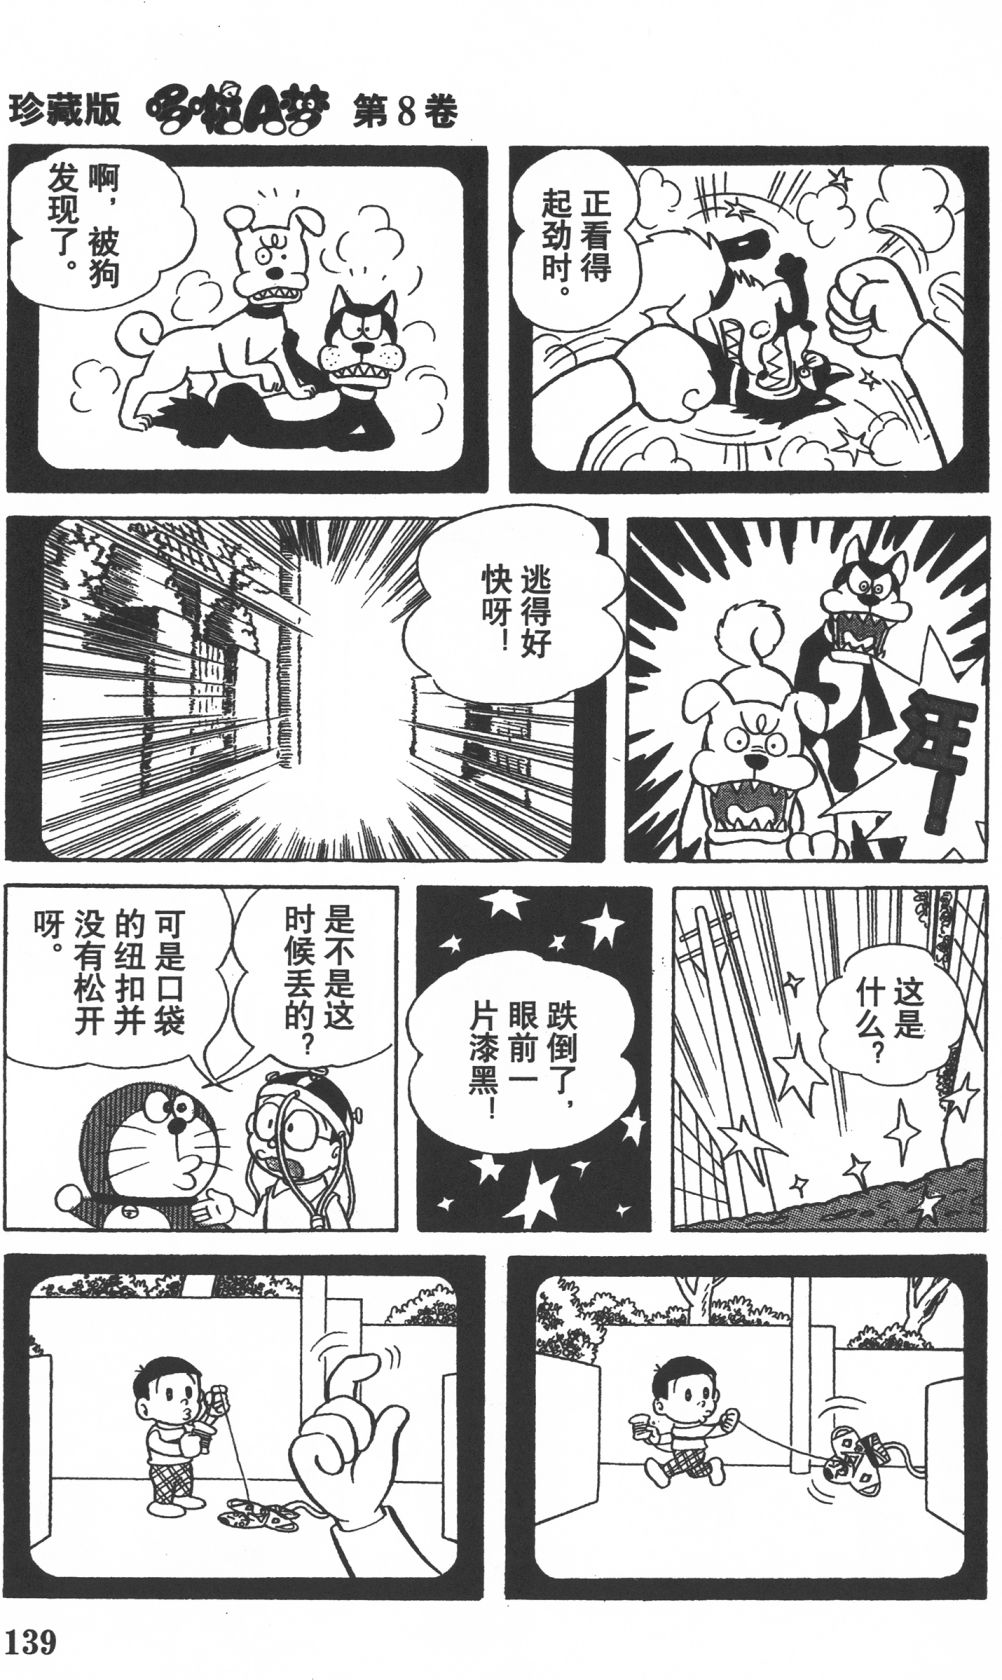 珍藏版 哆啦A梦 第8卷
正看得
起劲时。
啊，被狗
发现了。
汪！
逃得好
快呀！
这是
什么？
跌倒了，
眼前一
片漆黑！
是不是这
时候丢的？
可是口袋
的纽扣并
没有松开
呀。
139